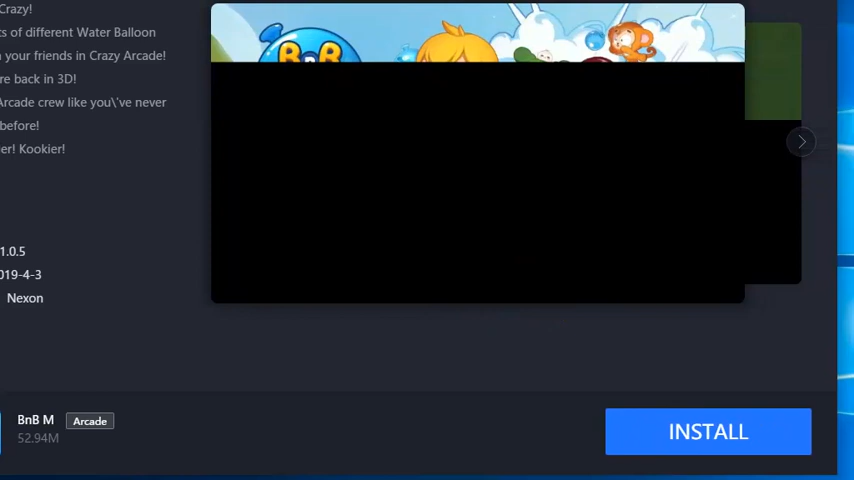 Crazy!
ts of different Water Balloon
n your friends in Crazy Arcade!
re back in 3D!
Arcade crew like you\'ve never
before!
er! Kookier!
BnB
1.0.5
019-4-3
Nexon
BnB M
Arcade
52.94M
INSTALL